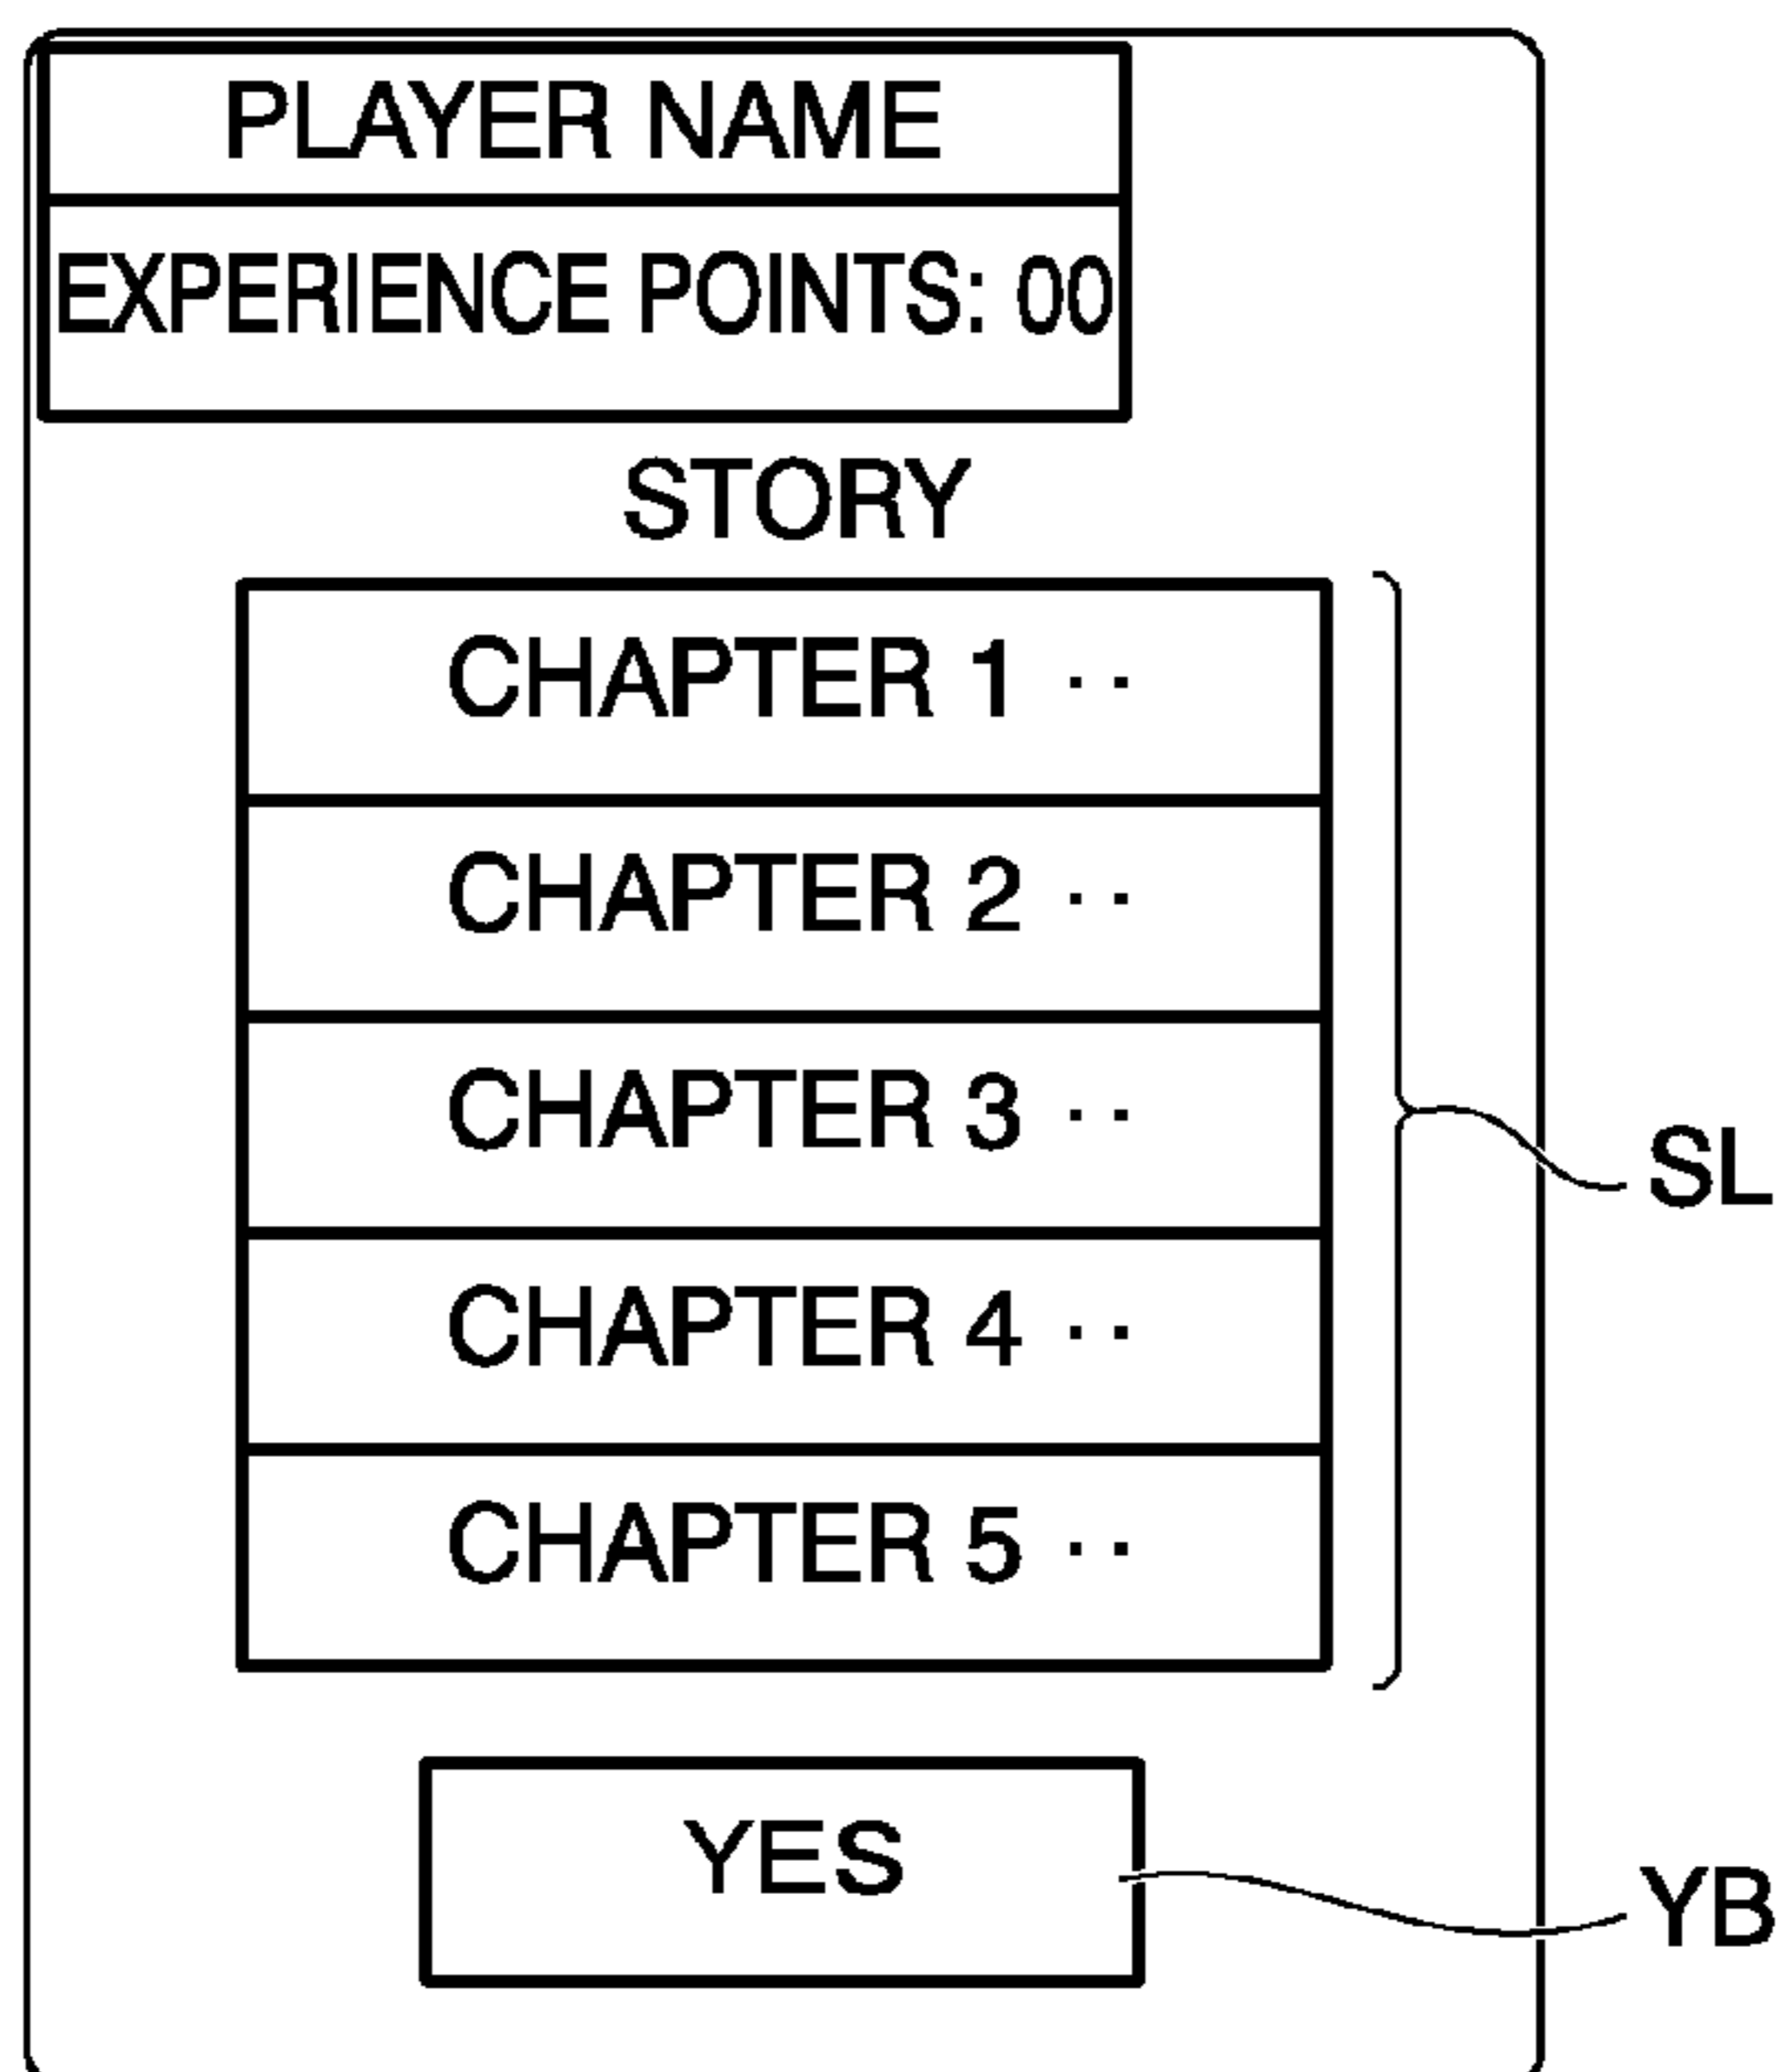 PLAYER NAME
EXPERIENCE POINTS: 00
STORY
CHAPTER 1 ··
CHAPTER 2 ··
CHAPTER 3 ··
SL
CHAPTER 4 ··
CHAPTER 5 ··
YES
YB